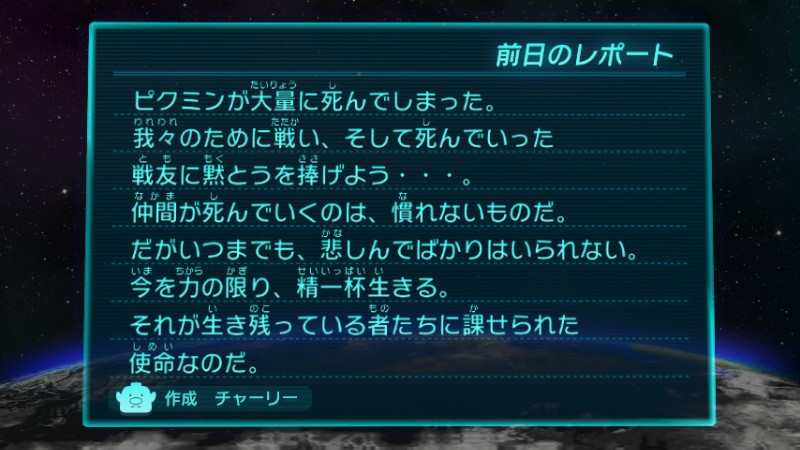 前日のレポート
ピクミンが大量に死んでしまった。
我々のために戦い、そして死んでいった
戦友に黙とうを捧げよう・・・。
仲間が死んでいくのは、慣れないものだ。
だがいつまでも、悲しんでばかりはいられない。
今を力の限り、精一杯生きる。
それが生き残っている者たちに課せられた
使命なのだ。
作成 チャーリー